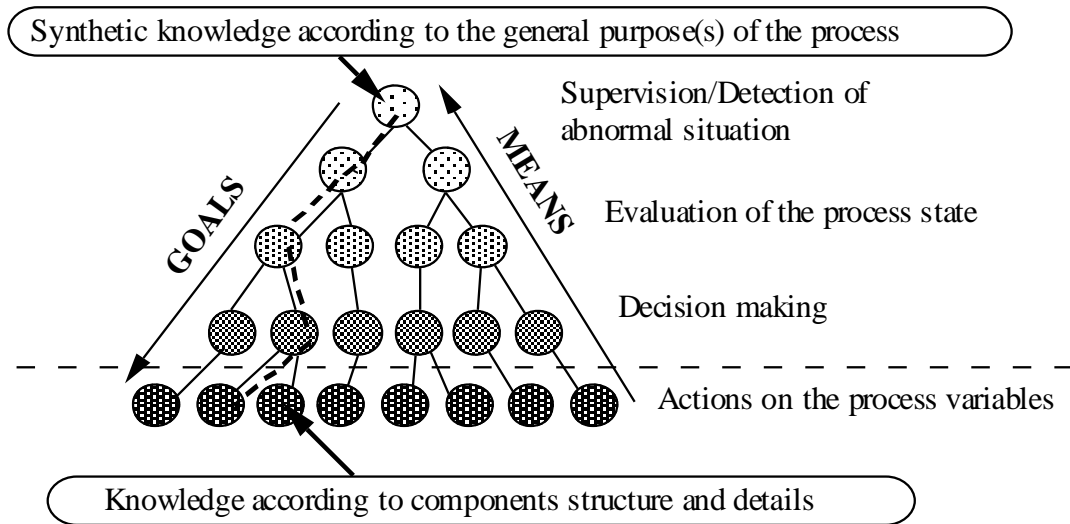 Synthetic knowledge according to the general purpose(s) of the process
Supervision/Detection of
abnormal situation
GOALS
MEANS
Evaluation of the process state
Decision making
Actions on the process variables
Knowledge according to components structure and details